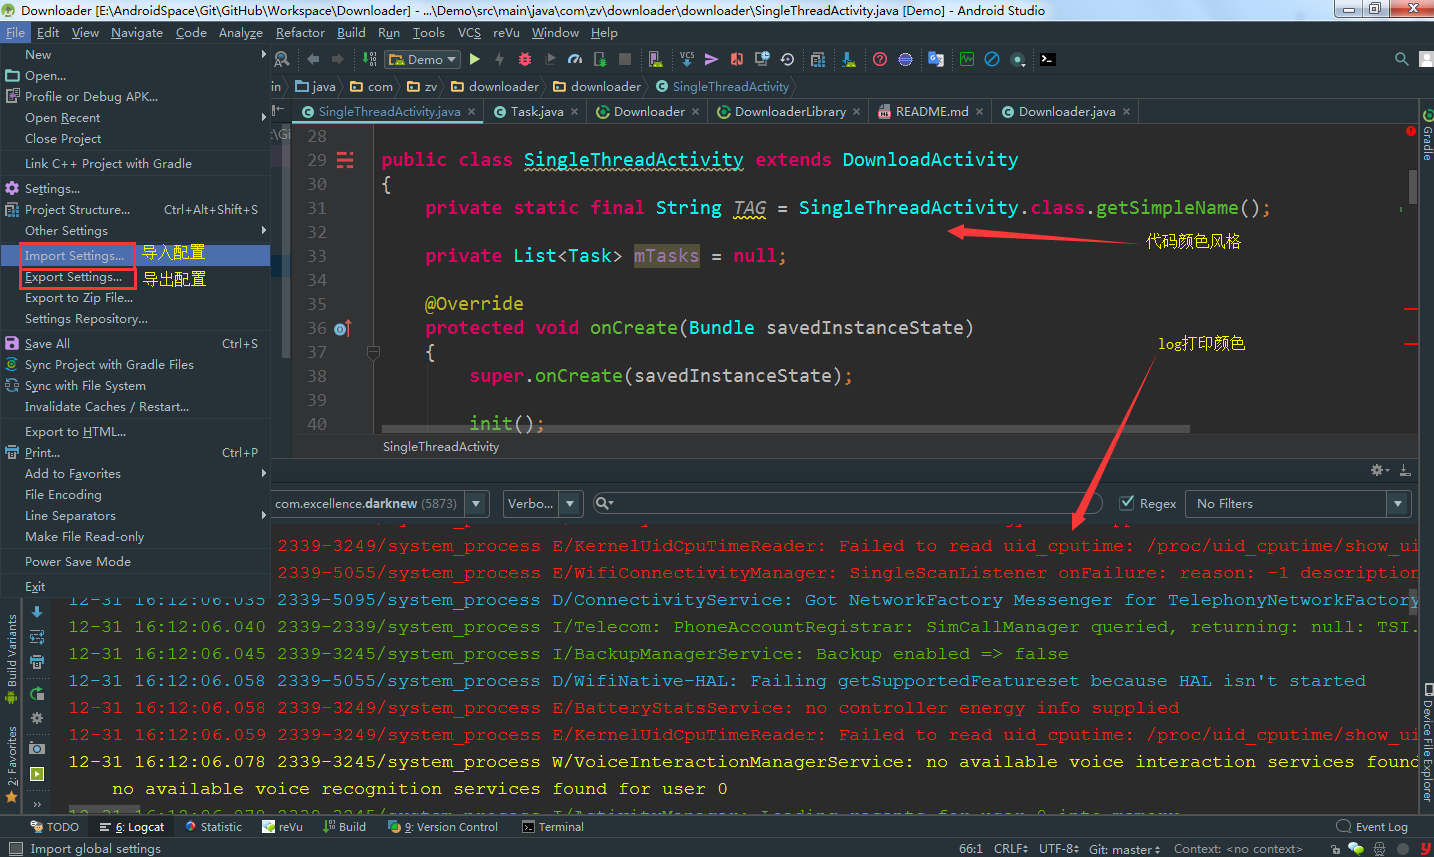 Downloader [E:\AndroidSpace\Git\GitHub\Workspace\Downloader] - ...\Demo\src\main\java\com\zv\downloader\downloader\SingleThreadActivity.java [Demo] - Android Studio
File Edit View Navigate Code Analyze Refactor Build Run Tools VCS reVu Window Help
New
Open...
Profile or Debug APK...
Open Recent
Close Project
Link C++ Project with Gradle
Settings...
Project Structure... Ctrl+Alt+Shift+S
Other Settings
Import Settings... 导入配置
Export Settings... 导出配置
Export to Zip File...
Settings Repository...
Save All Ctrl+S
Sync Project with Gradle Files
Sync with File System
Invalidate Caches / Restart...
Export to HTML...
Print... Ctrl+P
Add to Favorites
File Encoding
Line Separators
Make File Read-only
Power Save Mode
Exit
Demo
VCS
in java com zv downloader downloader SingleThreadActivity
SingleThreadActivity.java Task.java Downloader DownloaderLibrary README.md Downloader.java
28
29 public class SingleThreadActivity extends DownloadActivity
30 {
31 private static final String TAG = SingleThreadActivity.class.getSimpleName();
32
代码颜色风格
33 private List<Task> mTasks = null;
34
35 @Override
36 protected void onCreate(Bundle savedInstanceState)
37 {
log打印颜色
38 super.onCreate(savedInstanceState);
39
40 init();
SingleThreadActivity
Gradle
com.excellence.darknew (5873) Verbo... Regex No Filters
2339-3249/system_process E/KernelUidCpuTimeReader: Failed to read uid_cputime: /proc/uid_cputime/show_ui
2339-5055/system_process E/WifiConnectivityManager: SingleScanListener onFailure: reason: -1 description
12-31 16:12:06.035 2339-5095/system_process D/ConnectivityService: Got NetworkFactory Messenger for TelephonyNetworkFactory
12-31 16:12:06.040 2339-2339/system_process I/Telecom: PhoneAccountRegistrar: SimCallManager queried, returning: null: TSI.
12-31 16:12:06.045 2339-3245/system_process I/BackupManagerService: Backup enabled => false
12-31 16:12:06.058 2339-5055/system_process D/WifiNative-HAL: Failing getSupportedFeatureset because HAL isn't started
12-31 16:12:06.058 2339-3249/system_process E/BatteryStatsService: no controller energy info supplied
12-31 16:12:06.059 2339-3249/system_process E/KernelUidCpuTimeReader: Failed to read uid_cputime: /proc/uid_cputime/show_ui
12-31 16:12:06.078 2339-3245/system_process W/VoiceInteractionManagerService: no available voice interaction services found
no available voice recognition services found for user 0
Build Variants
2: Favorites
Device File Explorer
TODO 6: Logcat Statistic reVu Build 9: Version Control Terminal Event Log
Import global settings 66:1 CRLF UTF-8 Git: master Context: <no context>